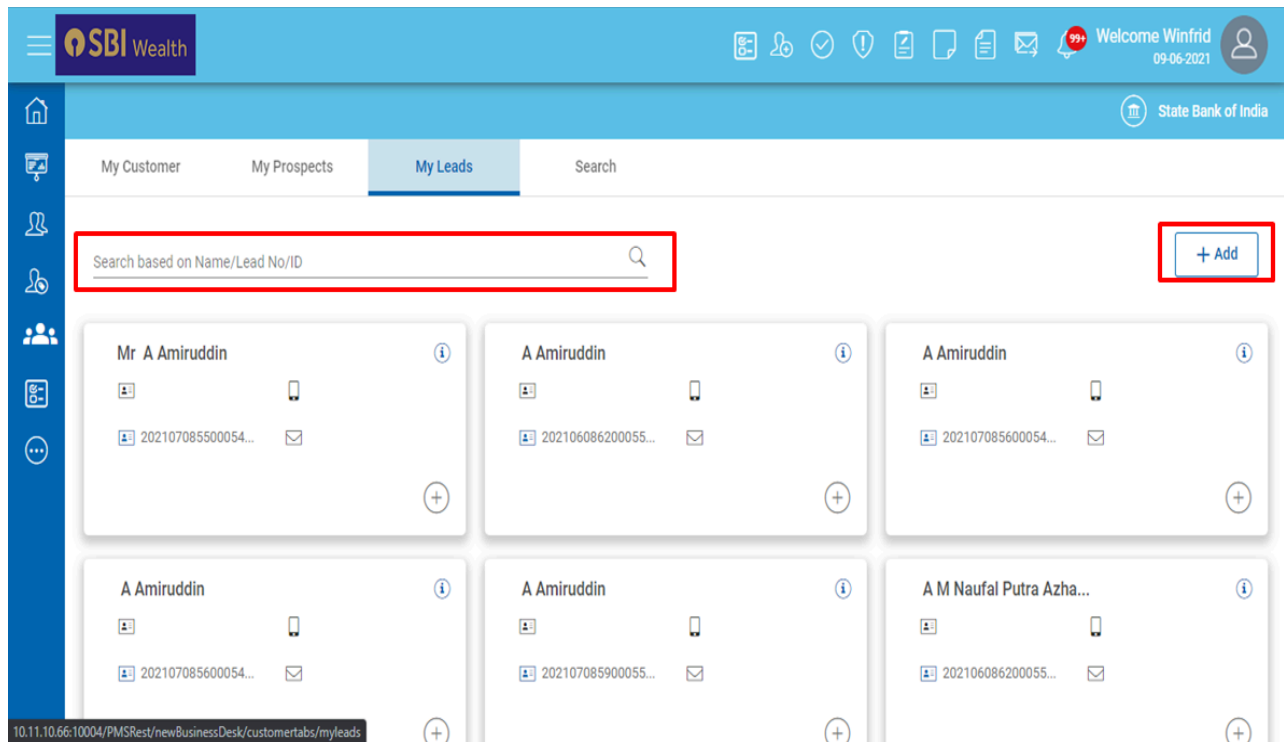 SBI Wealth
99+
Welcome Winfrid
09-06-2021
State Bank of India
My Customer
My Prospects
My Leads
Search
Search based on Name/Lead No/ID
+ Add
Mr A Amiruddin
A Amiruddin
A Amiruddin
202107085500054...
202106086200055...
202107085600054...
A Amiruddin
A Amiruddin
A M Naufal Putra Azha...
202107085600054...
202107085900055...
202106086200055...
10.11.10.66:10004/PMSRest/newBusinessDesk/customertabs/myleads